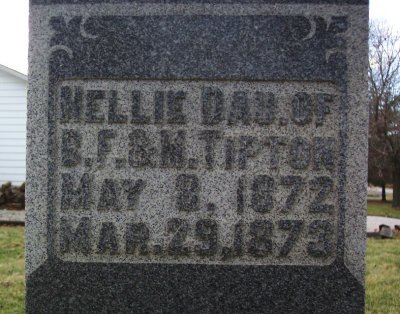 NELLIE DAU. OF
B. F. & M. TIPTON
MAY 8, 1872
MAR. 29, 1873